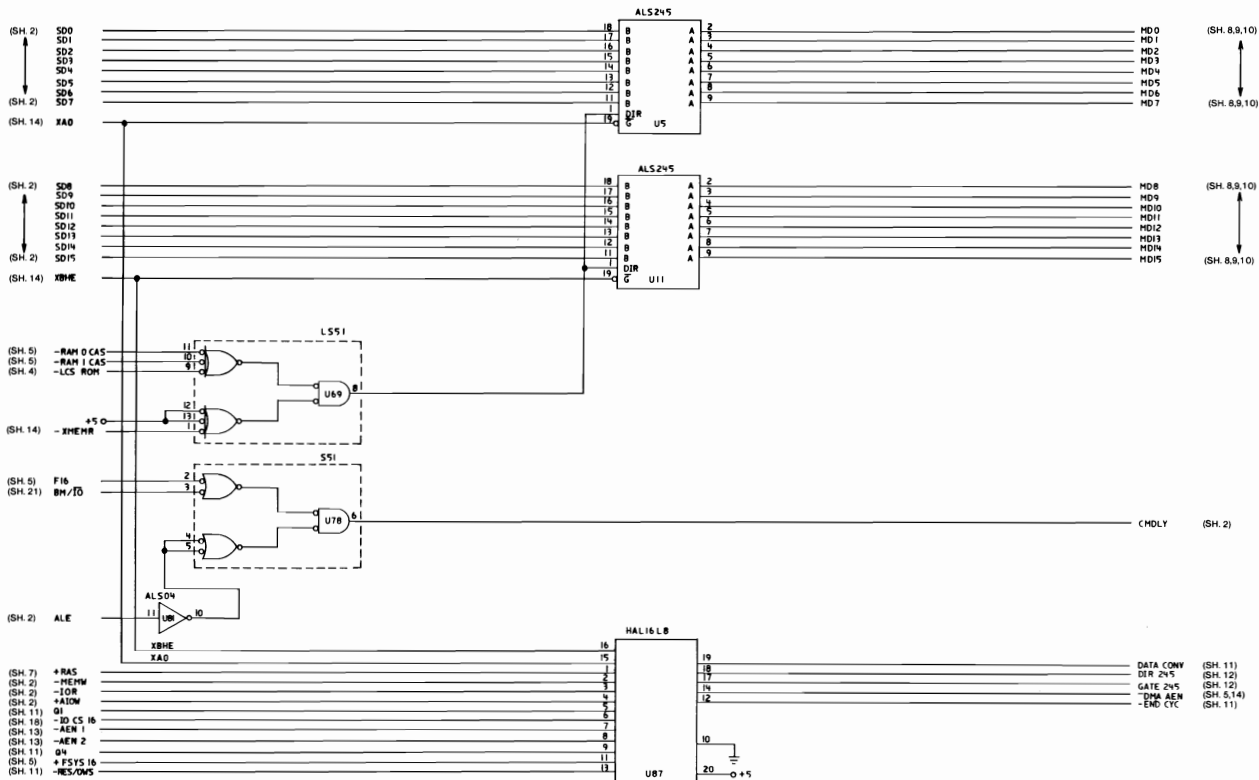 ALS245
(SH. 2) SD0 18 B A 2 MD0 (SH. 8,9,10)
SD1 17 B A 3 MD1
SD2 16 B A 4 MD2
SD3 15 B A 5 MD3
SD4 14 B A 6 MD4
SD5 13 B A 7 MD5
SD6 12 B A 8 MD6
(SH. 2) SD7 11 B A 9 MD7 (SH. 8,9,10)
1 DIR
(SH. 14) XA0 19 G U5
ALS245
(SH. 2) SD8 18 B A 2 MD8 (SH. 8,9,10)
SD9 17 B A 3 MD9
SD10 16 B A 4 MD10
SD11 15 B A 5 MD11
SD12 14 B A 6 MD12
SD13 13 B A 7 MD13
SD14 12 B A 8 MD14
(SH. 2) SD15 11 B A 9 MD15 (SH. 8,9,10)
1 DIR
(SH. 14) XBHE 19 G U11
LS51
(SH. 5) -RAM 0 CAS 11
(SH. 5) -RAM 1 CAS 10
(SH. 4) -LCS ROM 9
U69 8
+5 12 13
(SH. 14) -XMEMR 1
S51
(SH. 5) F16 2
(SH. 21) BM/IO 3
U78 6 CMDLY (SH. 2)
4
5
ALS04
(SH. 2) ALE 11 U81 10
HAL16L8
XBHE 16
XA0 15 19 DATA CONV (SH. 11)
(SH. 7) +RAS 1 18 DIR 245 (SH. 12)
(SH. 2) -MEMW 2 17 GATE 245 (SH. 12)
(SH. 2) -IOR 3 14 -DMA AEN (SH. 5,14)
(SH. 2) +AIOW 4 12 -END CYC (SH. 11)
(SH. 11) Q1 5
(SH. 18) -IO CS 16 6
(SH. 13) -AEN 1 7
(SH. 13) -AEN 2 8 10
(SH. 11) Q4 9
(SH. 5) +FSYS 16 11
(SH. 11) -RES/OWS 13 U87 20 +5